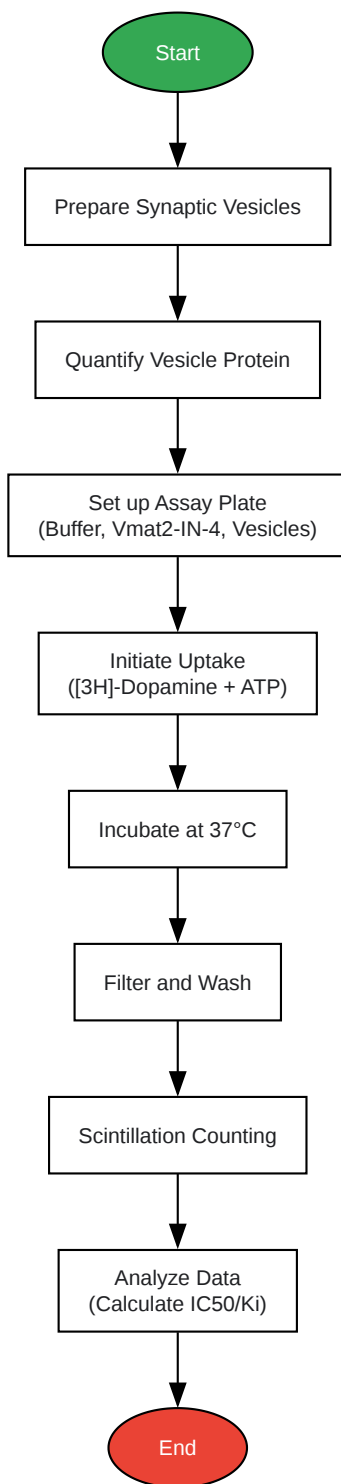 Start
Prepare Synaptic Vesicles
Quantify Vesicle Protein
Set up Assay Plate
(Buffer, Vmat2-IN-4, Vesicles)
Initiate Uptake
([3H]-Dopamine + ATP)
Incubate at 37°C
Filter and Wash
Scintillation Counting
Analyze Data
(Calculate IC50/Ki)
End